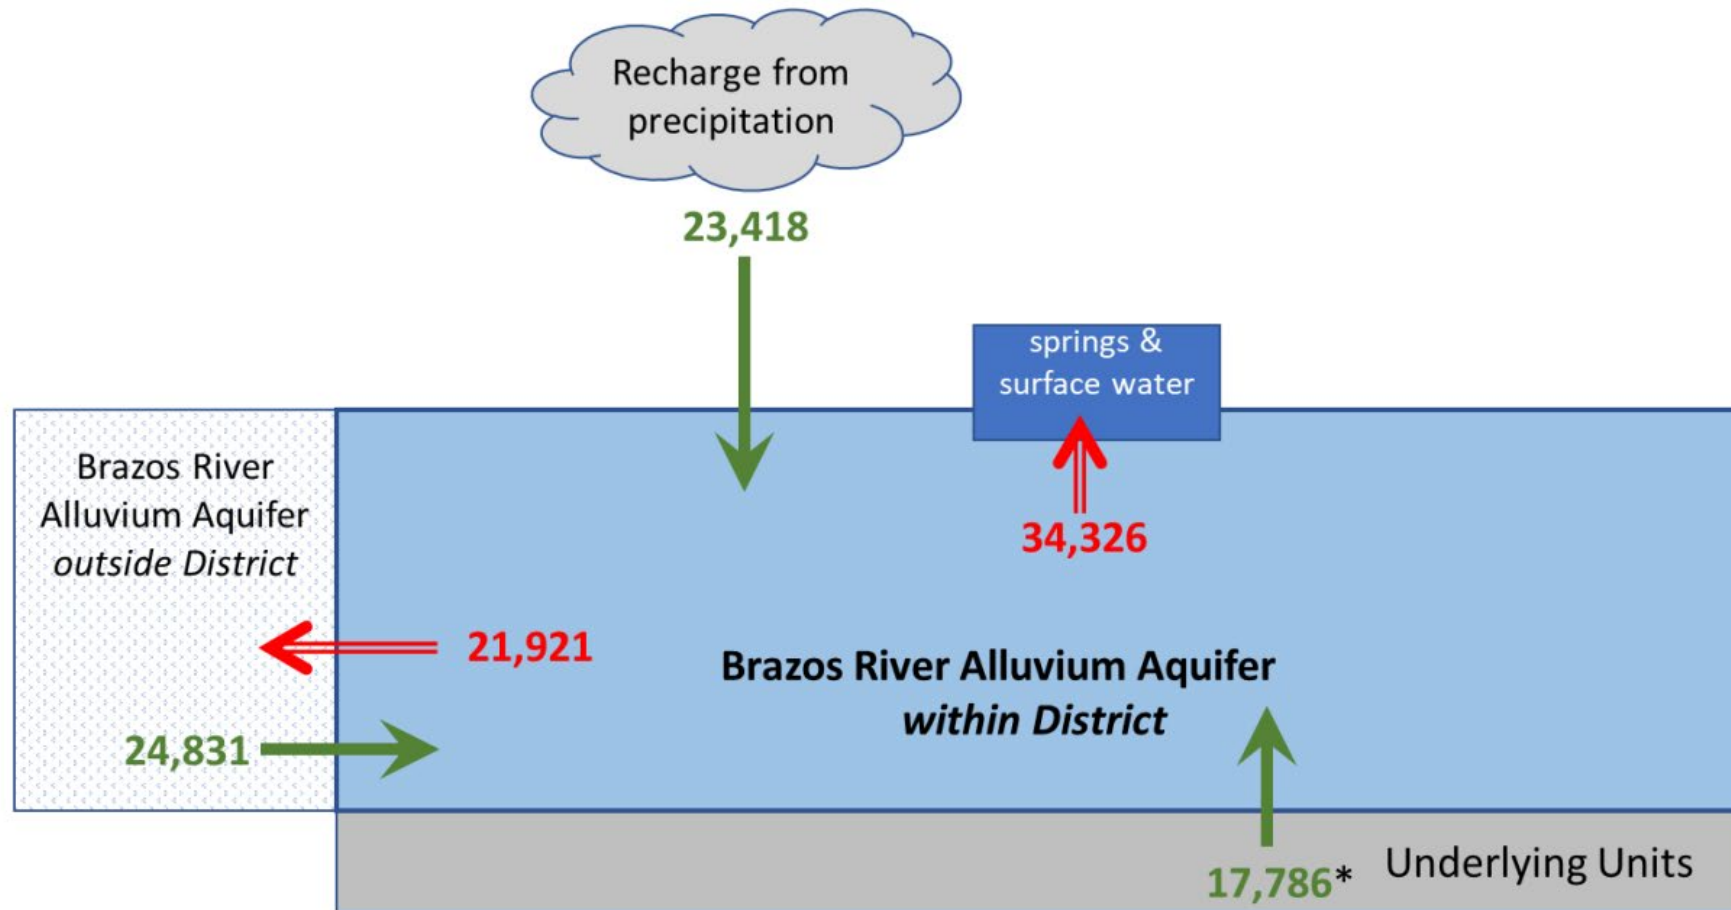 Recharge from
precipitation
23,418
springs &
surface water
34,326
Brazos River
Alluvium Aquifer
outside District
21,921
24,831
Brazos River Alluvium Aquifer
within District
17,786*
Underlying Units